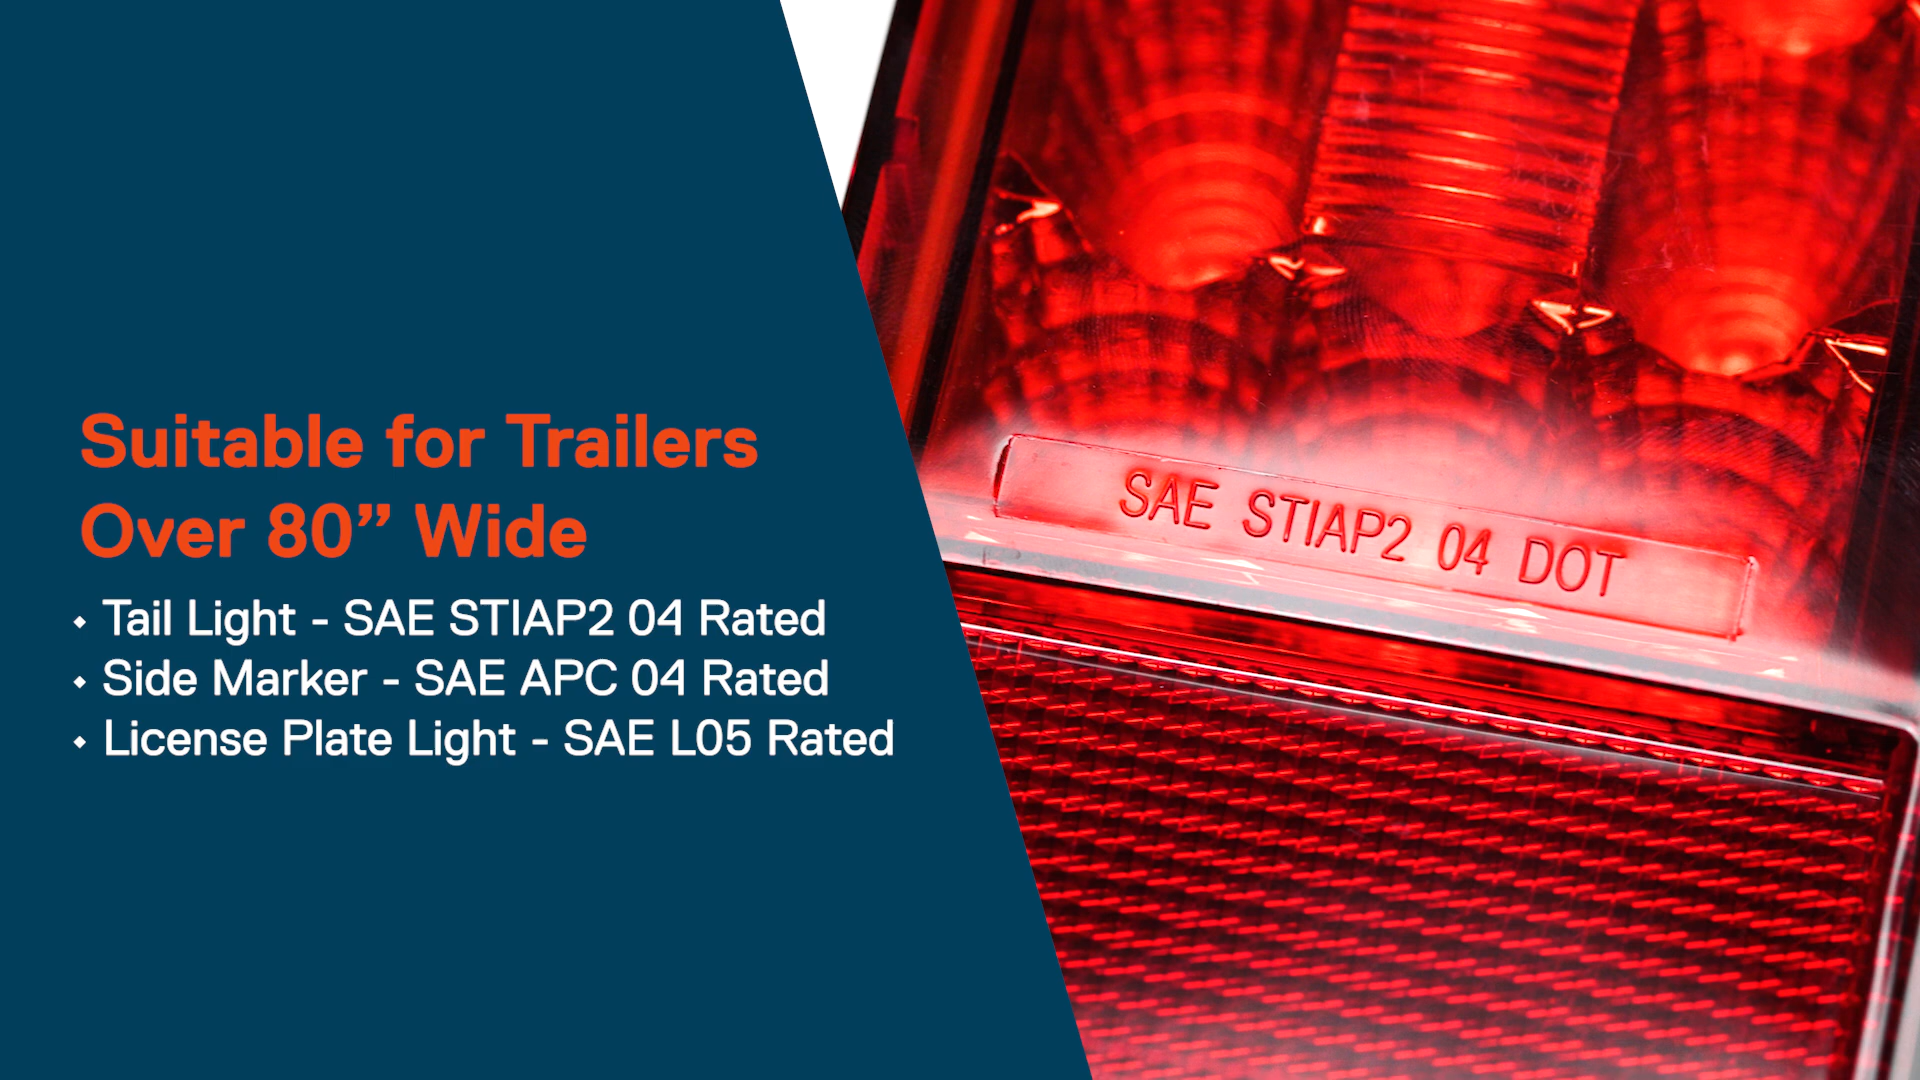 Suitable for Trailers
Over 80” Wide
• Tail Light - SAE STIAP2 04 Rated
• Side Marker - SAE APC 04 Rated
• License Plate Light - SAE L05 Rated
SAE STIAP2 04 DOT